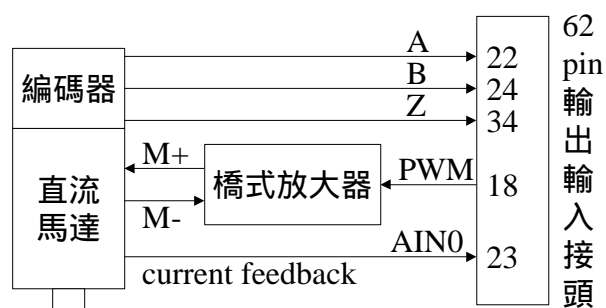 A
B
Z
編碼器
22
24
34
直流
馬達
M+
M-
橋式放大器
PWM
18
AIN0
23
current feedback
62
pin
輸
出
輸
入
接
頭